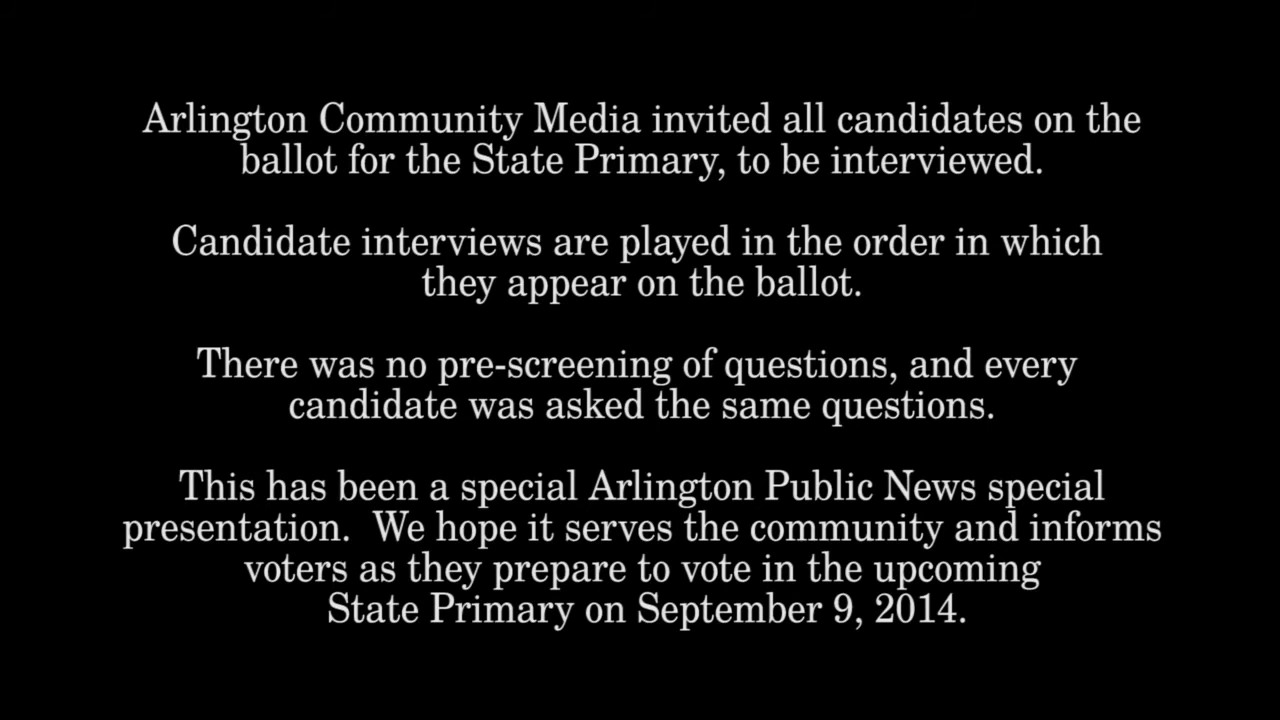 Arlington Community Media invited all candidates on the
ballot for the State Primary, to be interviewed.
Candidate interviews are played in the order in which
they appear on the ballot.
There was no pre-screening of questions, and every
candidate was asked the same questions.
This has been a special Arlington Public News special
presentation.  We hope it serves the community and informs
voters as they prepare to vote in the upcoming
State Primary on September 9, 2014.